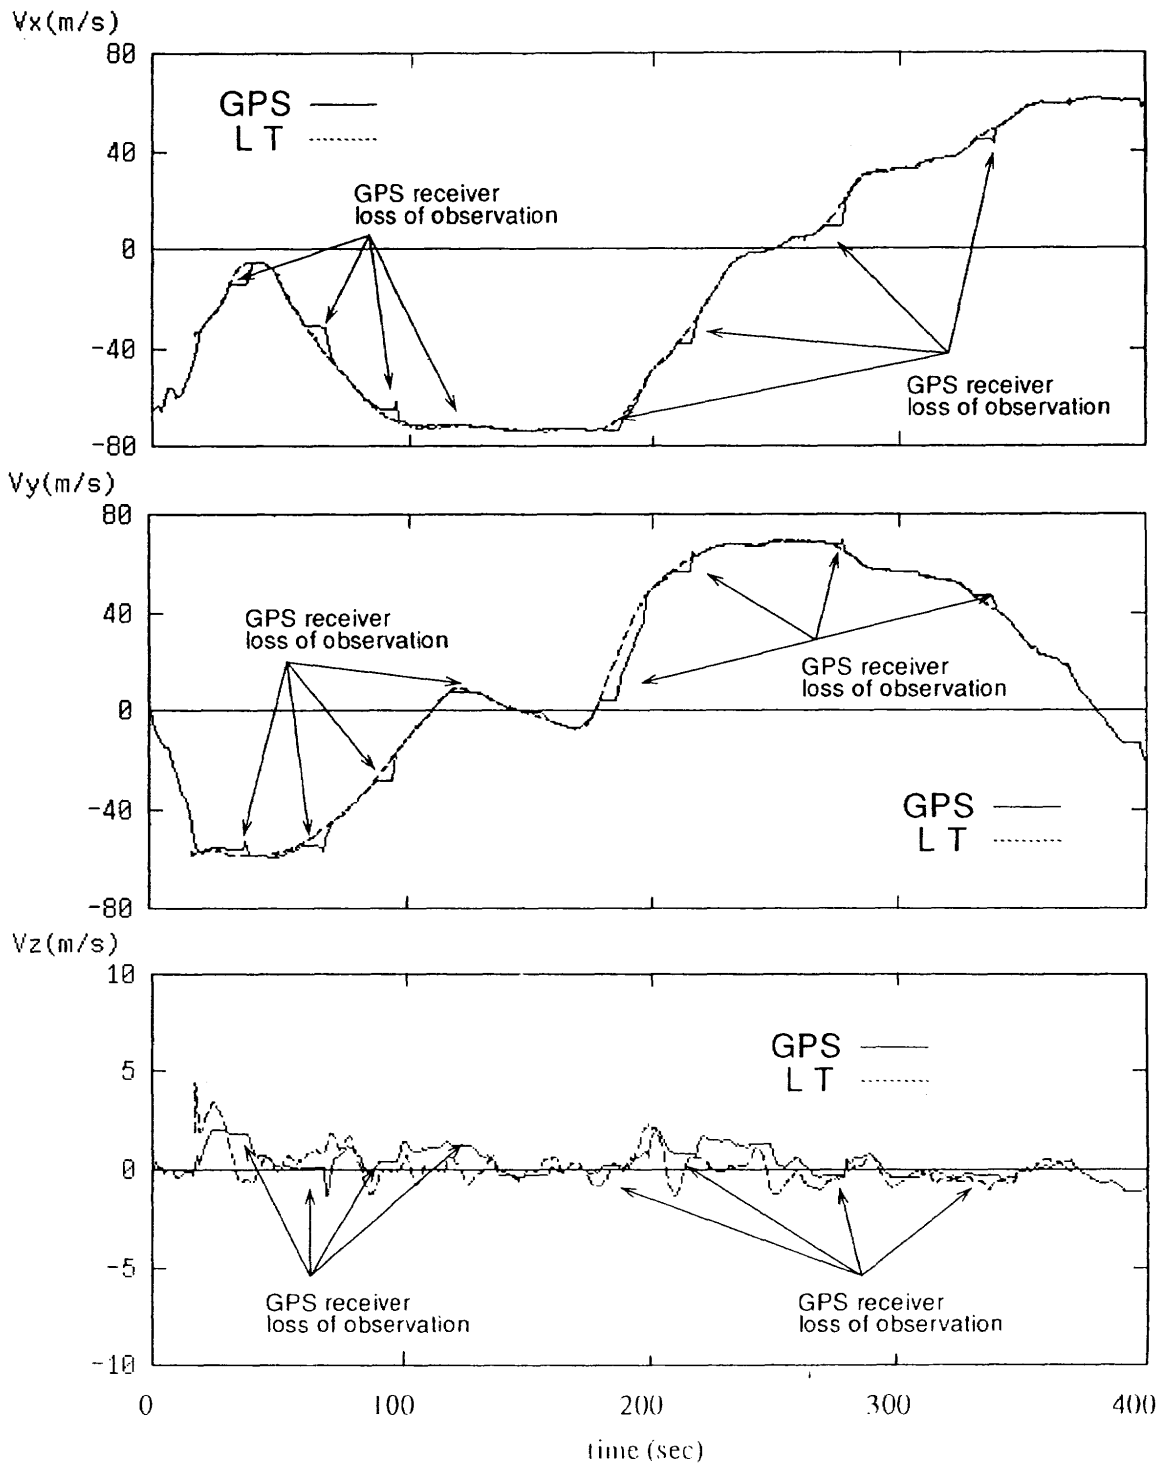 Vx(m/s)
80
GPS
L T
40
GPS receiver
loss of observation
0
-40
GPS receiver
loss of observation
-80
Vy(m/s)
80
GPS receiver
loss of observation
40
GPS receiver
loss of observation
0
-40
GPS
L T
-80
Vz(m/s)
10
GPS
L T
5
0
-5
GPS receiver
loss of observation
GPS receiver
loss of observation
-10
0 100 200 300 400
time (sec)